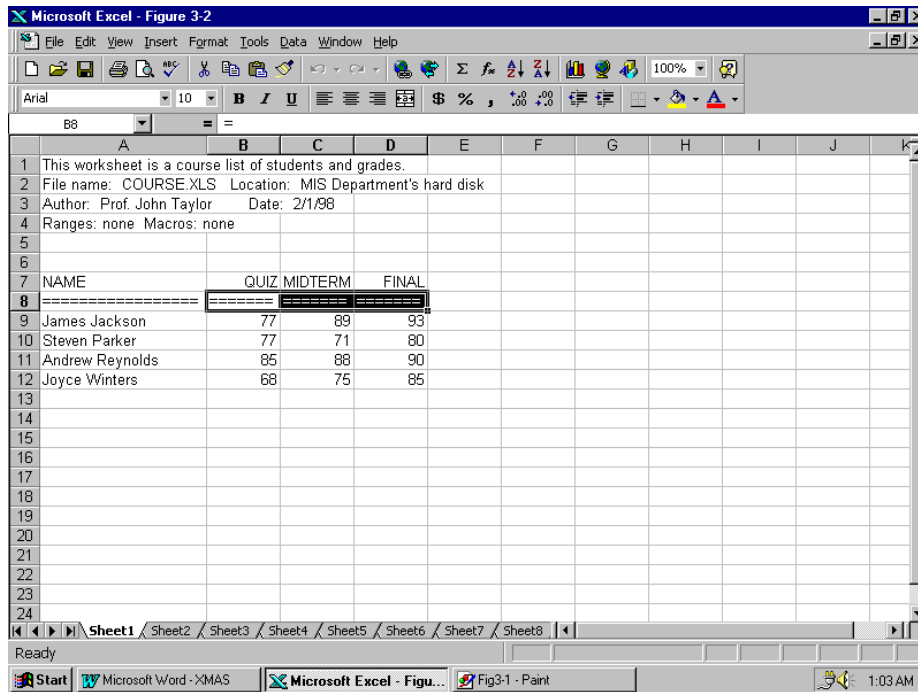 Microsoft Excel - Figure 3-2
File Edit View Insert Format Tools Data Window Help
100%
Arial 10 B I U $ % ,
B8 = =
A B C D E F G H I J K
1 This worksheet is a course list of students and grades.
2 File name: COURSE.XLS Location: MIS Department's hard disk
3 Author: Prof. John Taylor Date: 2/1/98
4 Ranges: none Macros: none
5
6
7 NAME QUIZ MIDTERM FINAL
8 ================= ======= ======= =======
9 James Jackson 77 89 93
10 Steven Parker 77 71 80
11 Andrew Reynolds 85 88 90
12 Joyce Winters 68 75 85
13
14
15
16
17
18
19
20
21
22
23
24
Sheet1 Sheet2 Sheet3 Sheet4 Sheet5 Sheet6 Sheet7 Sheet8
Ready
Start Microsoft Word - XMAS Microsoft Excel - Figu... Fig3-1 - Paint 1:03 AM